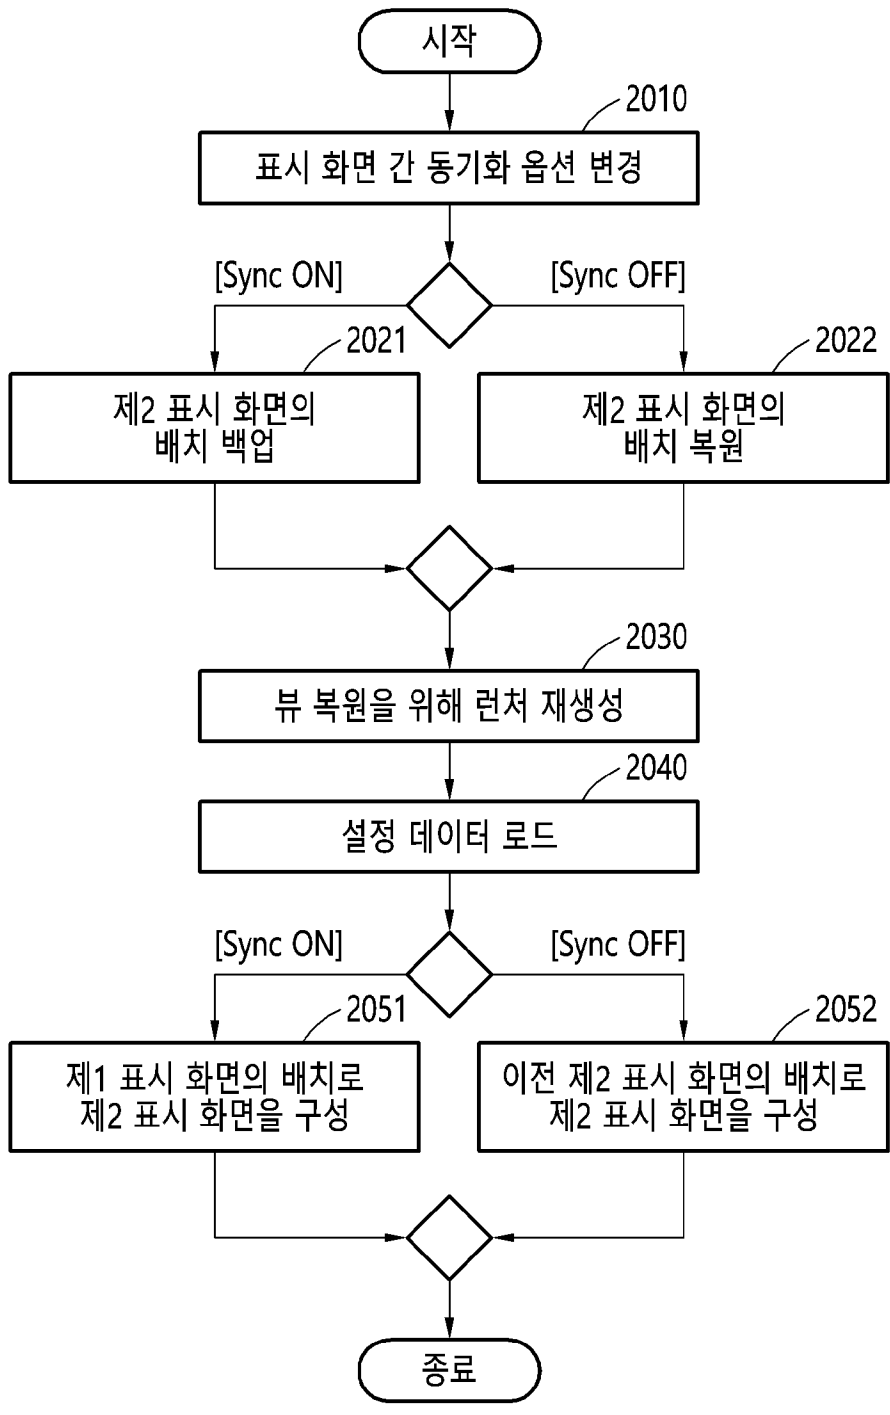 시작
2010
표시 화면 간 동기화 옵션 변경
[Sync ON]
[Sync OFF]
2021
2022
제2 표시 화면의
배치 백업
제2 표시 화면의
배치 복원
2030
뷰 복원을 위해 런처 재생성
2040
설정 데이터 로드
[Sync ON]
[Sync OFF]
2051
2052
제1 표시 화면의 배치로
제2 표시 화면을 구성
이전 제2 표시 화면의 배치로
제2 표시 화면을 구성
종료